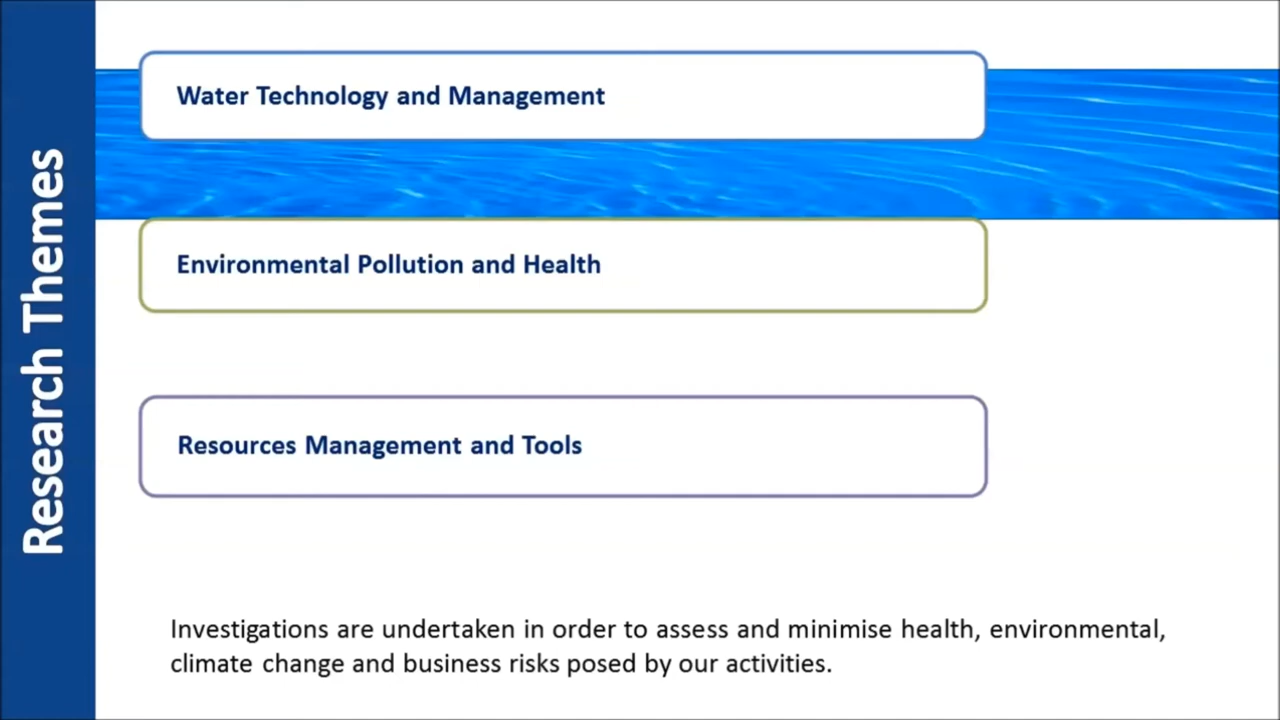 Research Themes
Water Technology and Management
Environmental Pollution and Health
Resources Management and Tools
Investigations are undertaken in order to assess and minimise health, environmental,
climate change and business risks posed by our activities.